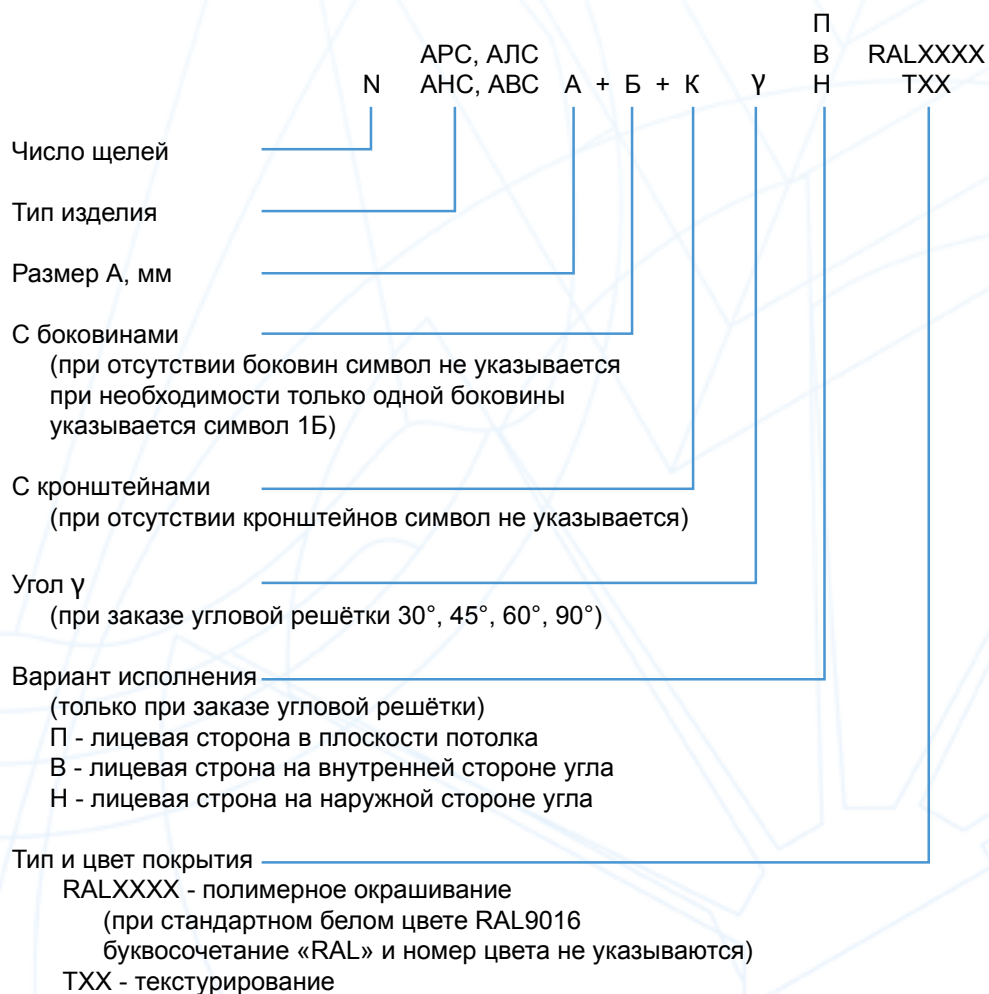 П
АРС, АЛС В RALXXXX
N АНС, АВС А + Б + К γ Н ТХХ
Число щелей
Тип изделия
Размер А, мм
С боковинами
(при отсутствии боковин символ не указывается
при необходимости только одной боковины
указывается символ 1Б)
С кронштейнами
(при отсутствии кронштейнов символ не указывается)
Угол γ
(при заказе угловой решётки 30°, 45°, 60°, 90°)
Вариант исполнения
(только при заказе угловой решётки)
П - лицевая сторона в плоскости потолка
В - лицевая строна на внутренней стороне угла
Н - лицевая строна на наружной стороне угла
Тип и цвет покрытия
RALXXXX - полимерное окрашивание
(при стандартном белом цвете RAL9016
буквосочетание «RAL» и номер цвета не указываются)
ТХХ - текстурирование